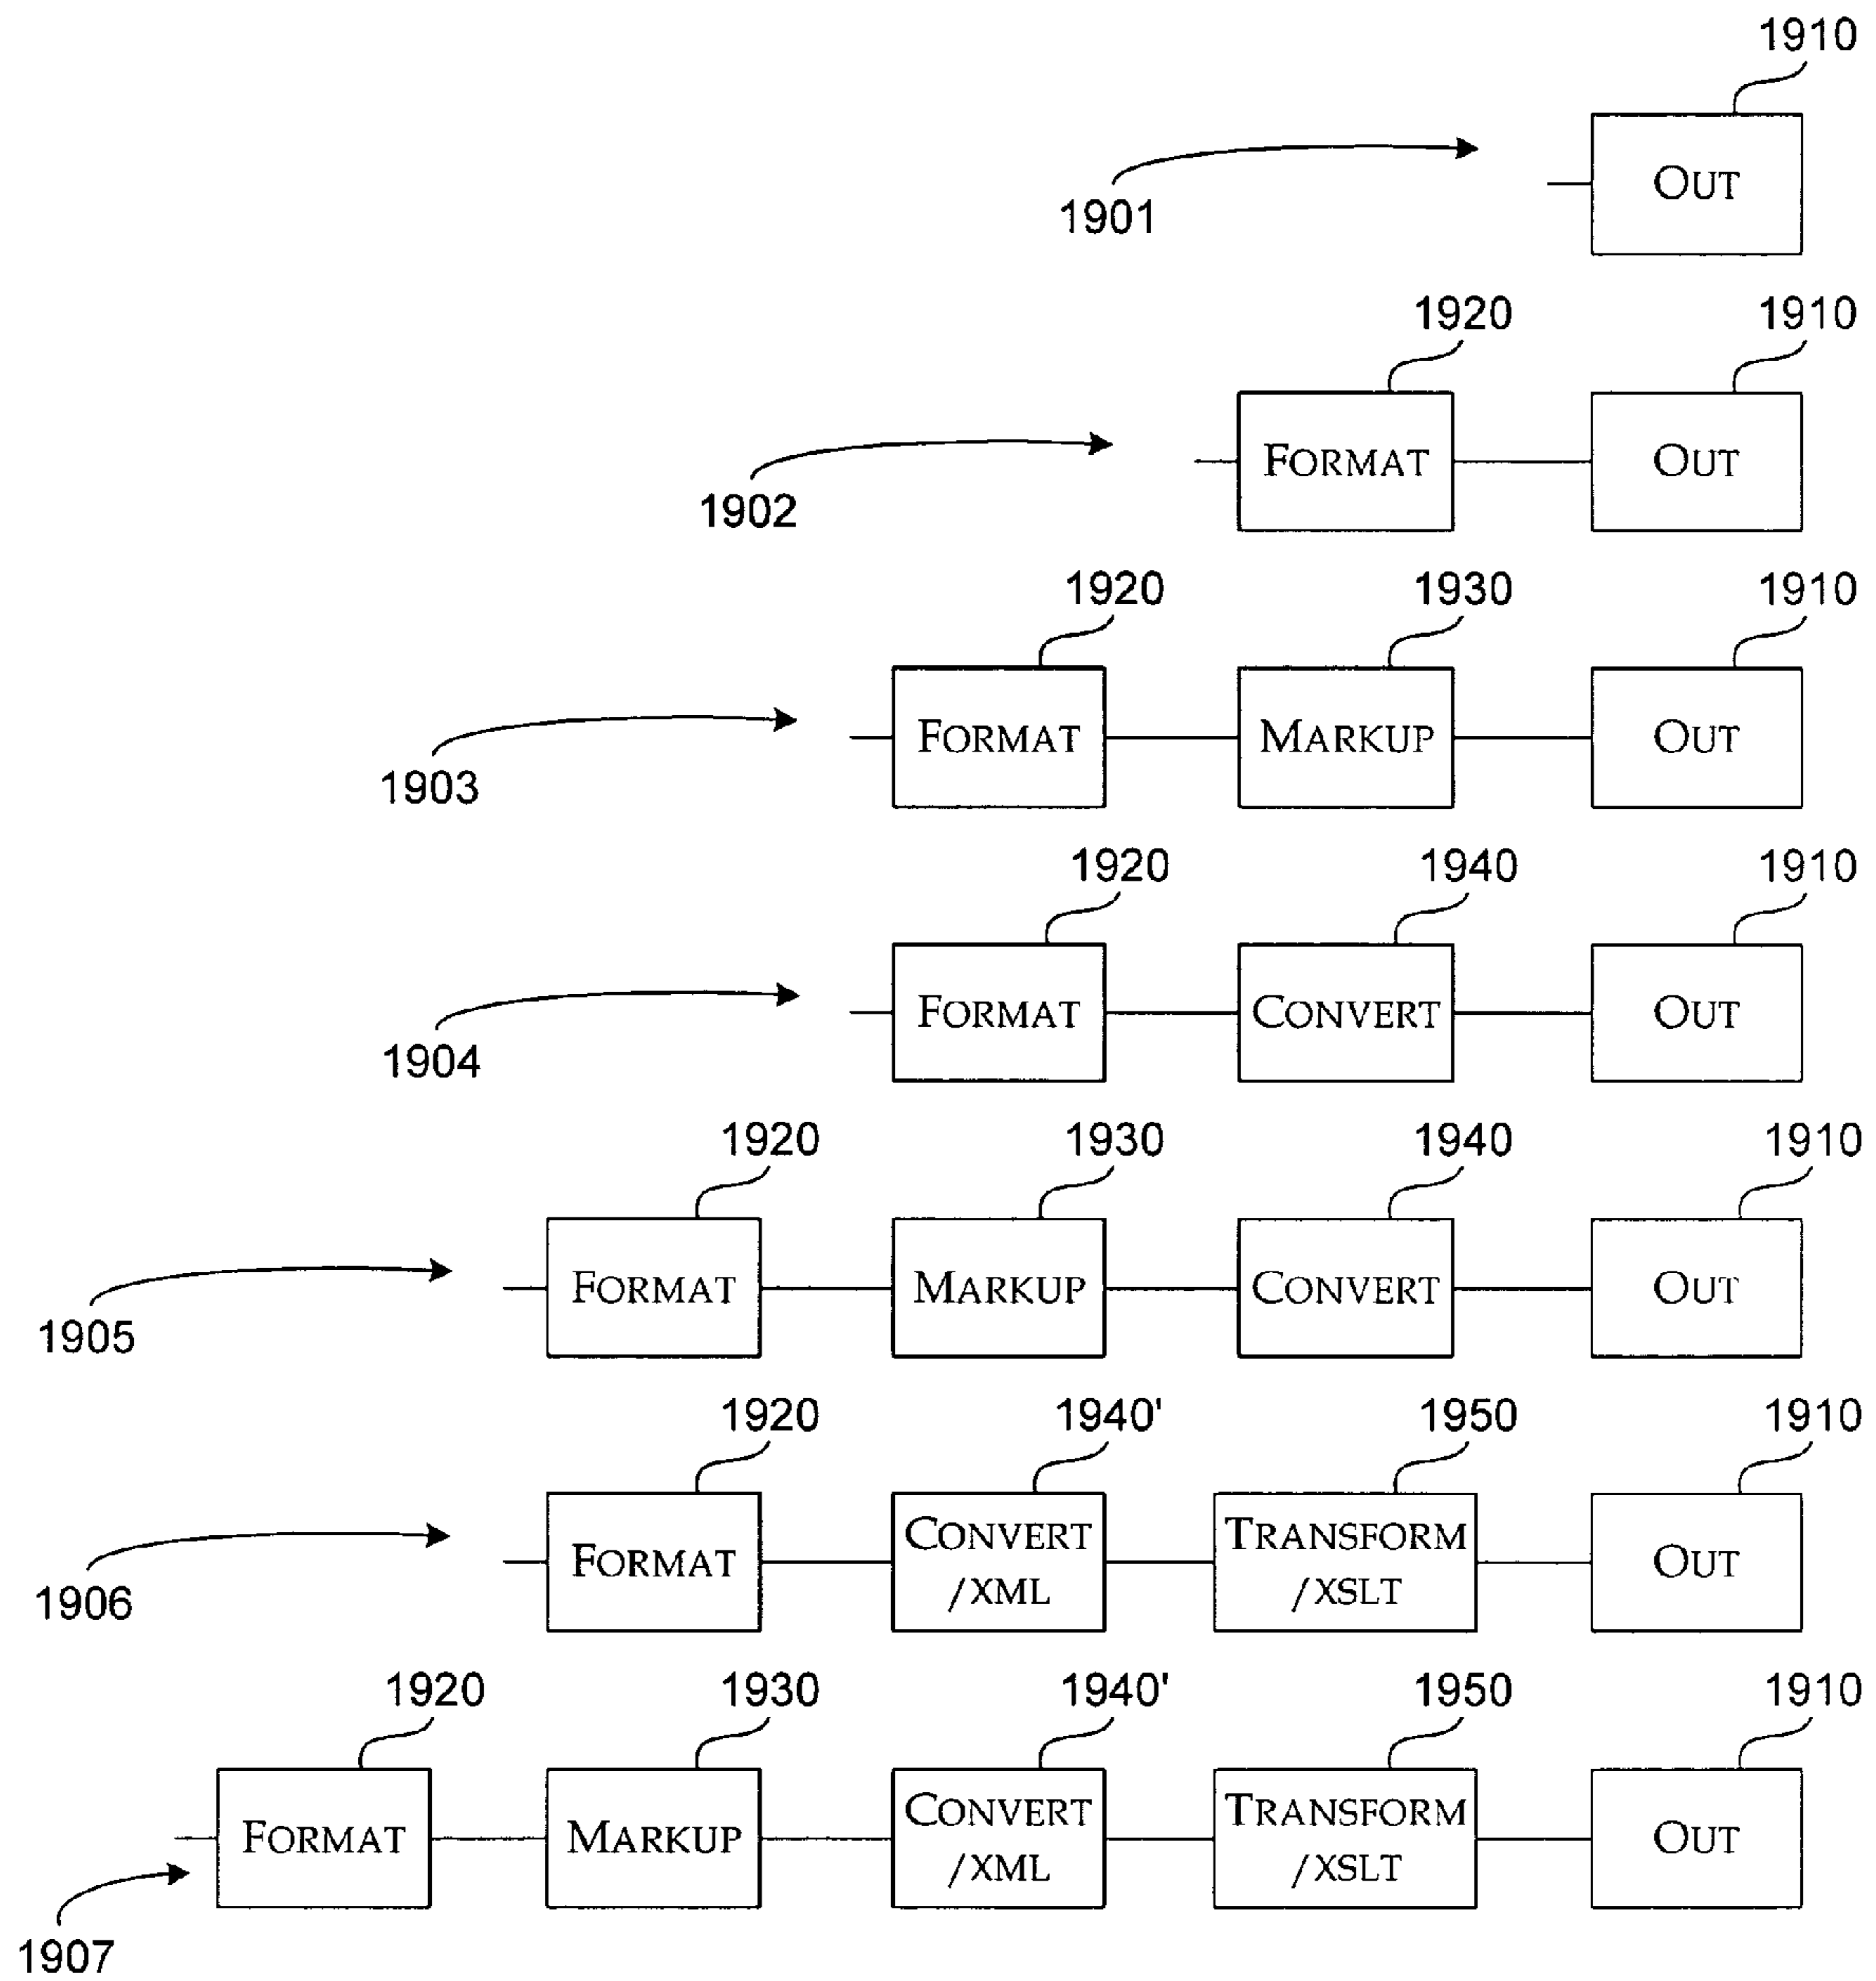 1910
OUT
1901
1920 1910
FORMAT OUT
1902
1920 1930 1910
FORMAT MARKUP OUT
1903
1920 1940 1910
FORMAT CONVERT OUT
1904
1920 1930 1940 1910
FORMAT MARKUP CONVERT OUT
1905
1920 1940' 1950 1910
FORMAT CONVERT /XML TRANSFORM /XSLT OUT
1906
1920 1930 1940' 1950 1910
FORMAT MARKUP CONVERT /XML TRANSFORM /XSLT OUT
1907